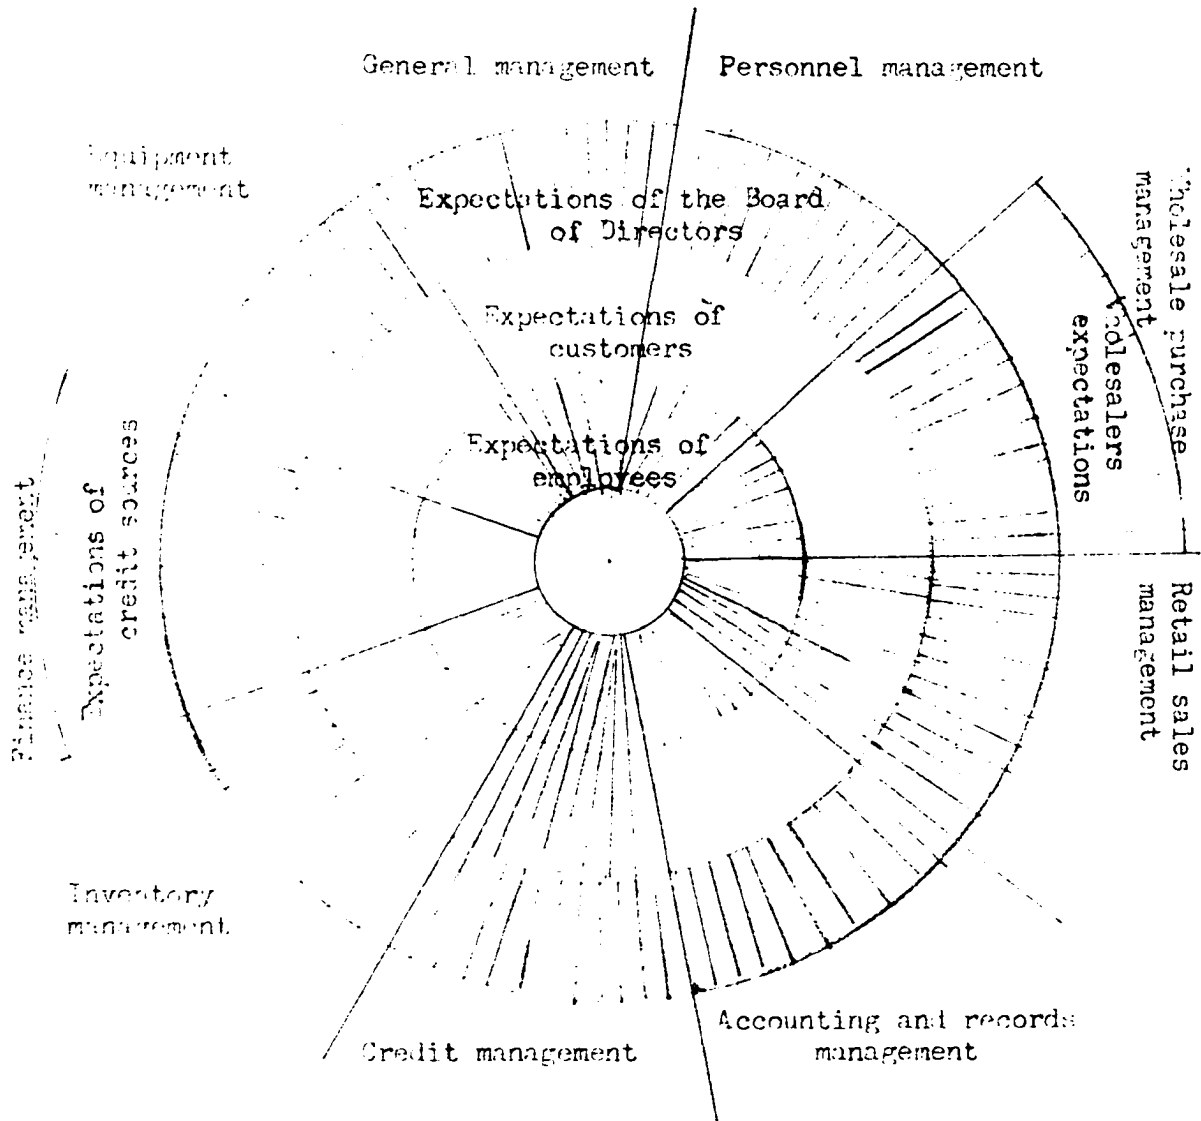 General management
Personnel management
Equipment
management
Expectations of the Board
of Directors
Wholesale purchase
management
Expectations of
customers
Wholesalers
expectations
Expectations of
employees
Expectations of
credit sources
Finance management
Retail sales
management
Inventory
management
Accounting and records
management
Credit management